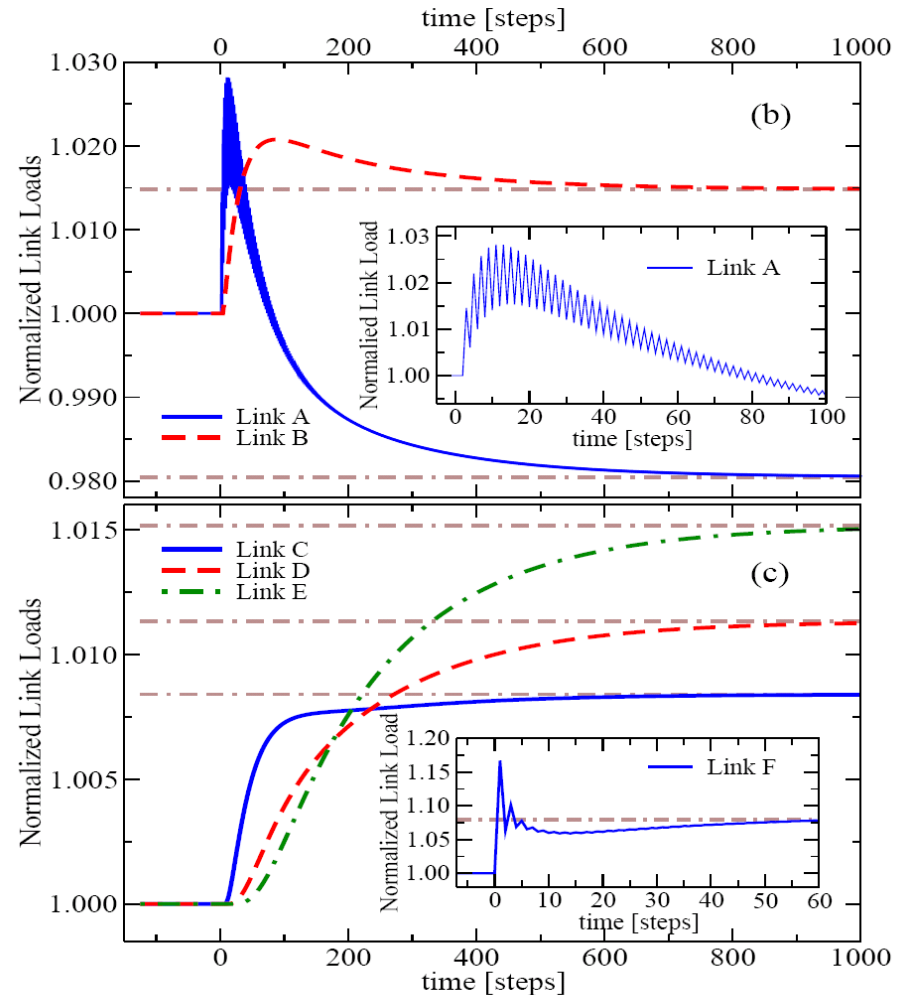 time [steps]
0 200 400 600 800 1000
(b)
Normalized Link Loads
1.030
1.020
1.010
1.000
0.990
0.980
Link A
Link B
Normalied Link Load
1.03
1.02
1.01
1.00
Link A
0 20 40 60 80 100
time [steps]
(c)
Normalized Link Loads
1.015
1.010
1.005
1.000
Link C
Link D
Link E
Normalized Link Load
1.20
1.15
1.10
1.05
1.00
Link F
0 10 20 30 40 50 60
time [steps]
0 200 400 600 800 1000
time [steps]